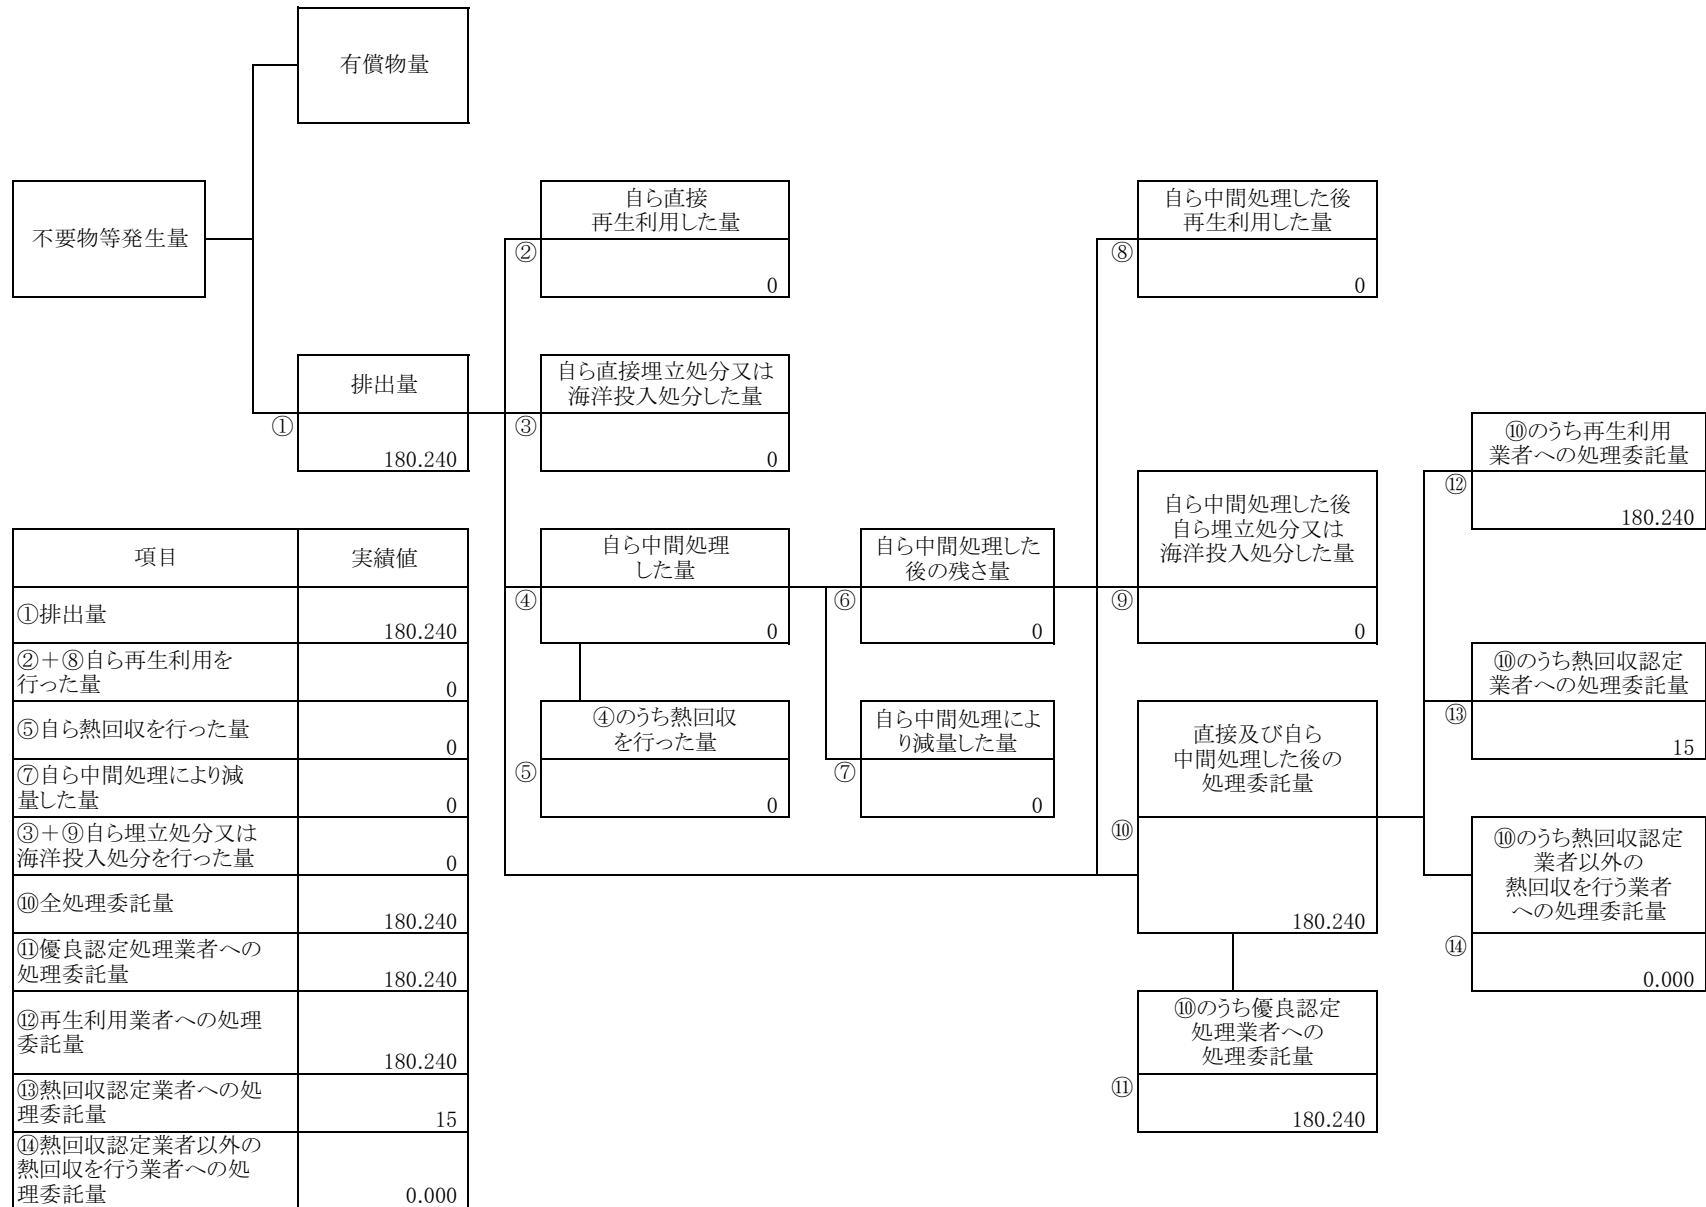 有償物量
不要物等発生量
自ら直接
再生利用した量
②
0
自ら中間処理した後
再生利用した量
⑧
0
排出量
①
180.240
自ら直接埋立処分又は
海洋投入処分した量
③
0
⑩のうち再生利用
業者への処理委託量
⑫
180.240
自ら中間処理
した量
④
0
自ら中間処理した
後の残さ量
⑥
0
自ら中間処理した後
自ら埋立処分又は
海洋投入処分した量
⑨
0
⑩のうち熱回収認定
業者への処理委託量
⑬
15
④のうち熱回収
を行った量
⑤
0
自ら中間処理によ
り減量した量
⑦
0
直接及び自ら
中間処理した後の
処理委託量
⑩
180.240
⑩のうち熱回収認定
業者以外の
熱回収を行う業者
への処理委託量
⑭
0.000
⑩のうち優良認定
処理業者への
処理委託量
⑪
180.240
項目 実績値
①排出量
180.240
②+⑧自ら再生利用を
行った量 0
⑤自ら熱回収を行った量
0
⑦自ら中間処理により減
量した量 0
③+⑨自ら埋立処分又は
海洋投入処分を行った量 0
⑩全処理委託量
180.240
⑪優良認定処理業者への
処理委託量 180.240
⑫再生利用業者への処理
委託量
180.240
⑬熱回収認定業者への処
理委託量 15
⑭熱回収認定業者以外の
熱回収を行う業者への処
理委託量 0.000